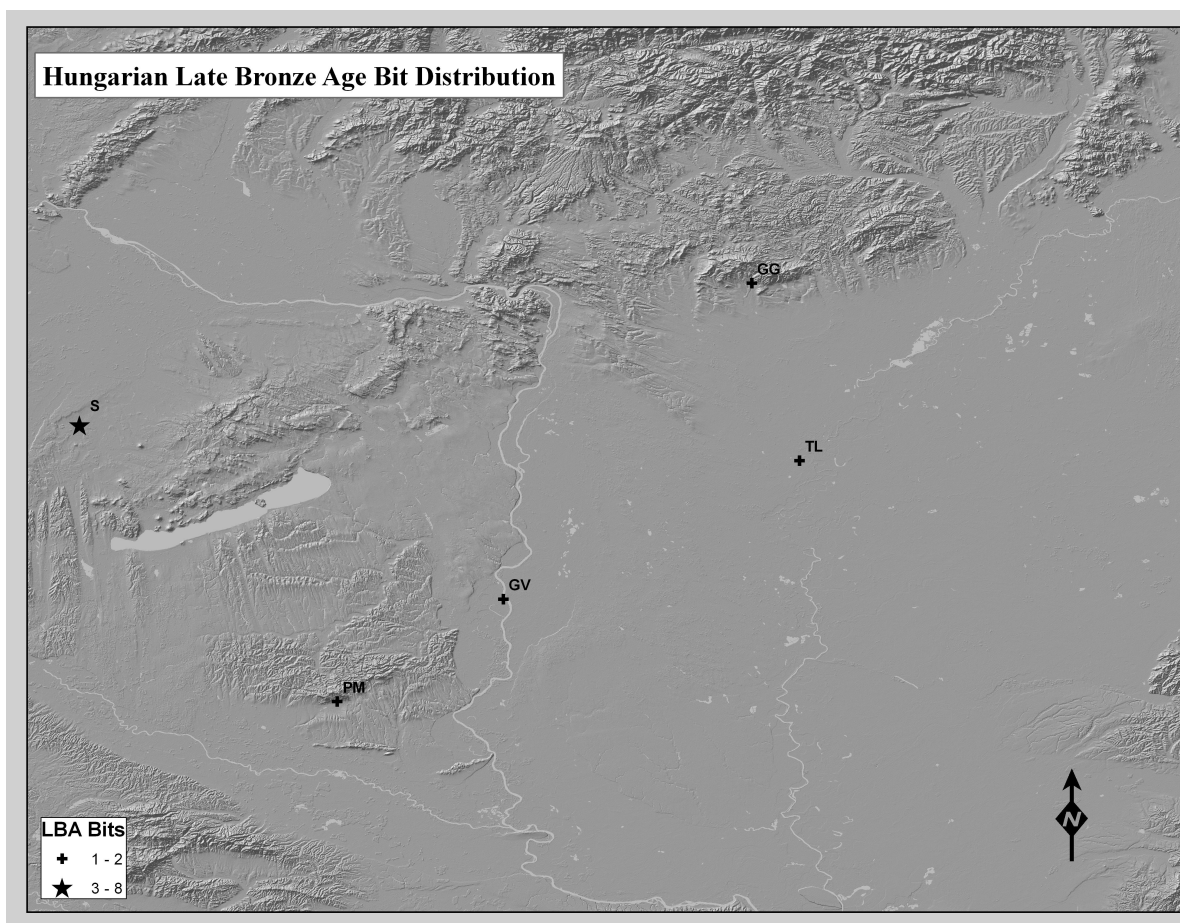 Hungarian Late Bronze Age Bit Distribution
GG
S
TL
GV
PM
N
LBA Bits
1 - 2
3 - 8